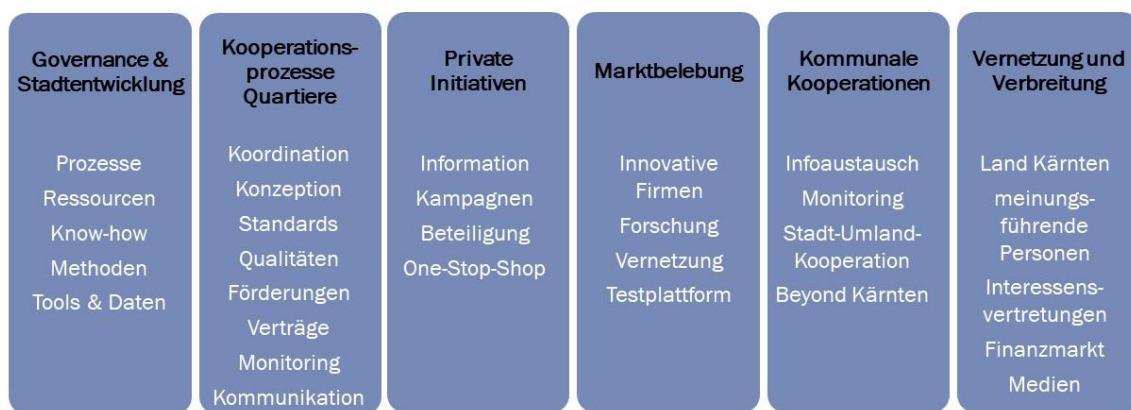 Governance &
Stadtentwicklung
Prozesse
Ressourcen
Know-how
Methoden
Tools & Daten
Kooperations-
prozesse
Quartiere
Koordination
Konzeption
Standards
Qualitäten
Förderungen
Verträge
Monitoring
Kommunikation
Private
Initiativen
Information
Kampagnen
Beteiligung
One-Stop-Shop
Marktbelebung
Innovative
Firmen
Forschung
Vernetzung
Testplattform
Kommunale
Kooperationen
Infoaustausch
Monitoring
Stadt-Umland-
Kooperation
Beyond Kärnten
Vernetzung und
Verbreitung
Land Kärnten
meinungs-
führende
Personen
Interessens-
vertretungen
Finanzmarkt
Medien